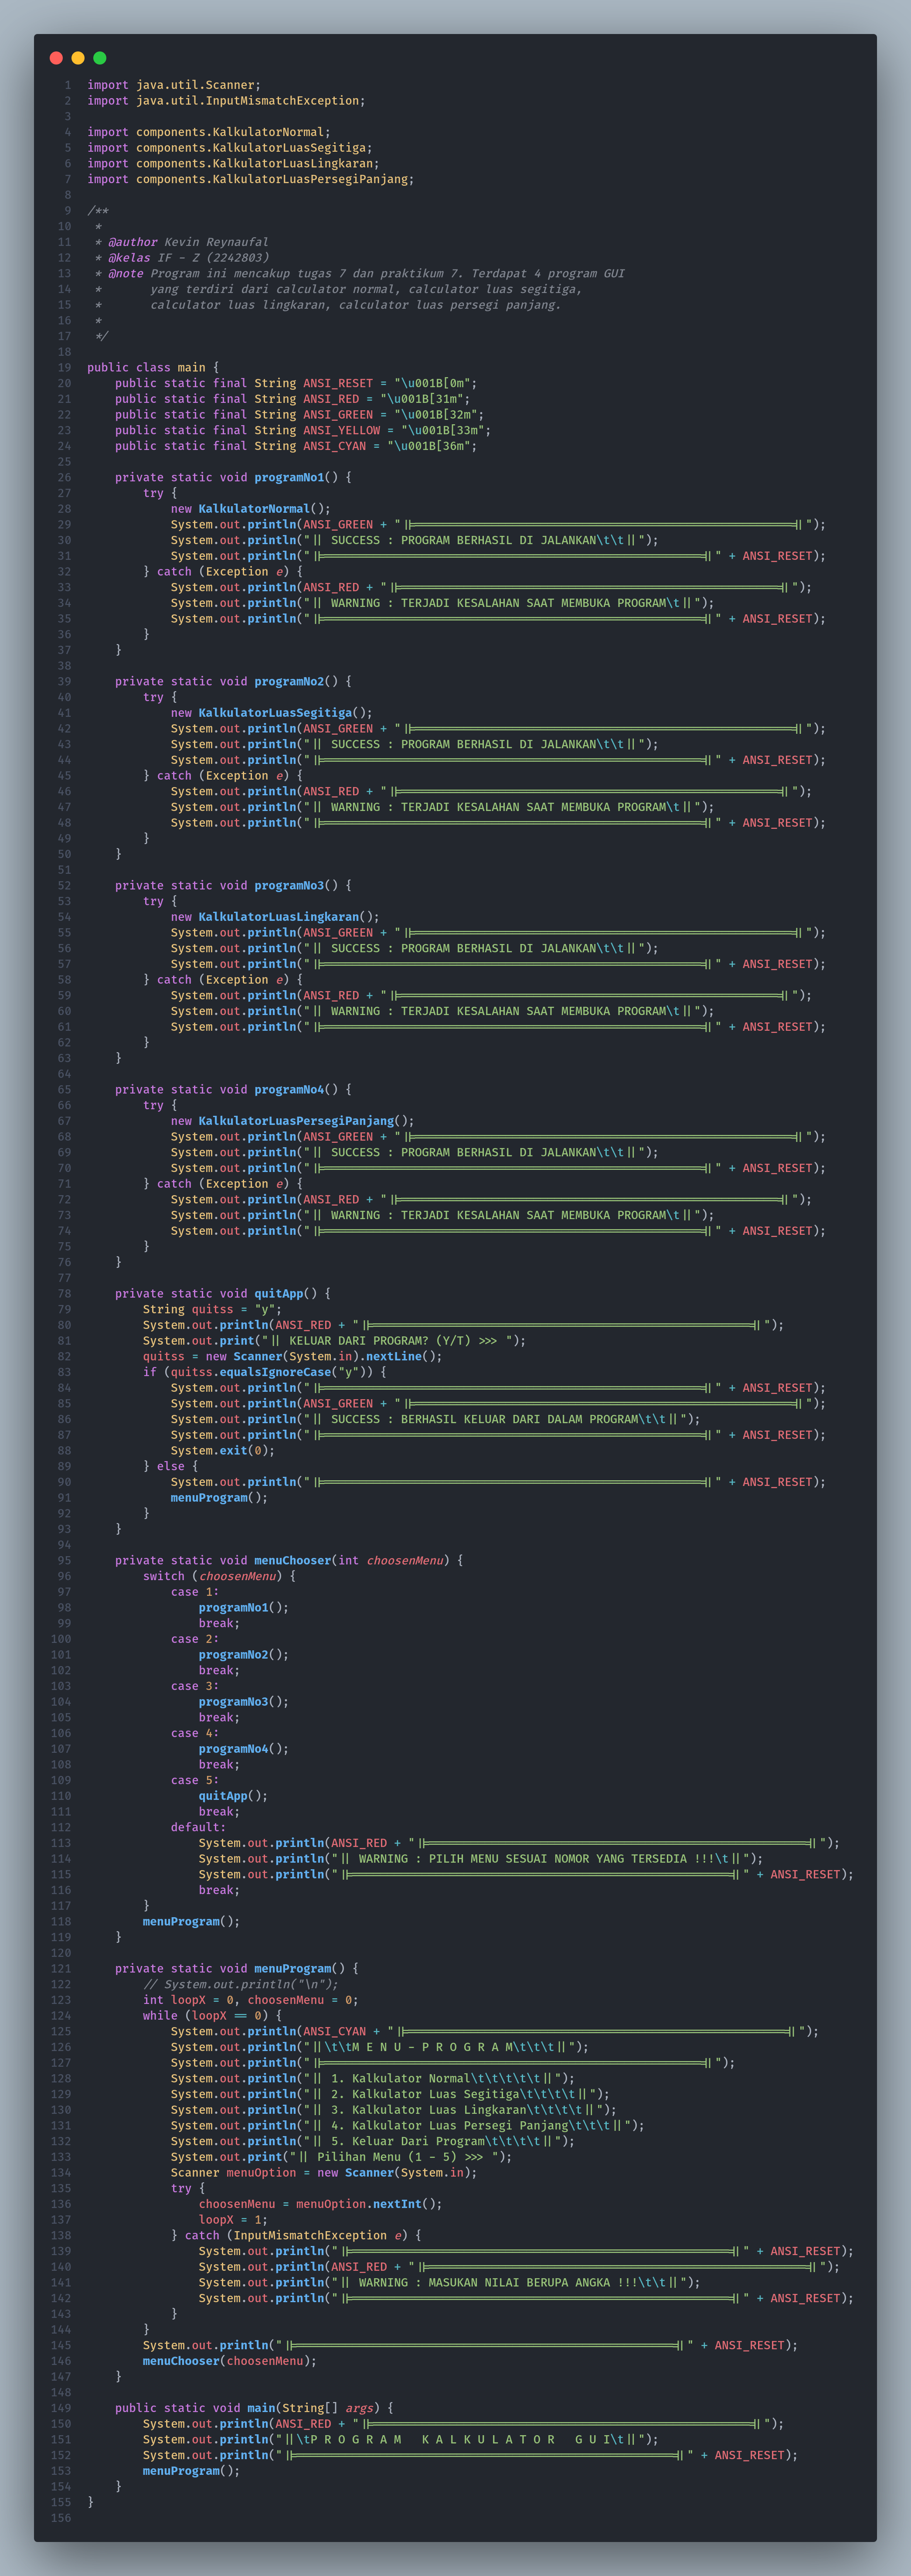 1 import java.util.Scanner;
2 import java.util.InputMismatchException;
3
4 import components.KalkulatorNormal;
5 import components.KalkulatorLuasSegitiga;
6 import components.KalkulatorLuasLingkaran;
7 import components.KalkulatorLuasPersegiPanjang;
8
9 /**
10  *
11  * @author Kevin Reynaufal
12  * @kelas IF - Z (2242803)
13  * @note Program ini mencakup tugas 7 dan praktikum 7. Terdapat 4 program GUI
14  *       yang terdiri dari calculator normal, calculator luas segitiga,
15  *       calculator luas lingkaran, calculator luas persegi panjang.
16  *
17  */
18
19 public class main {
20     public static final String ANSI_RESET = "\u001B[0m";
21     public static final String ANSI_RED = "\u001B[31m";
22     public static final String ANSI_GREEN = "\u001B[32m";
23     public static final String ANSI_YELLOW = "\u001B[33m";
24     public static final String ANSI_CYAN = "\u001B[36m";
25
26     private static void programNo1() {
27         try {
28             new KalkulatorNormal();
29             System.out.println(ANSI_GREEN + "||======================================================||");
30             System.out.println("|| SUCCESS : PROGRAM BERHASIL DI JALANKAN\t\t||");
31             System.out.println("||======================================================||" + ANSI_RESET);
32         } catch (Exception e) {
33             System.out.println(ANSI_RED + "||======================================================||");
34             System.out.println("|| WARNING : TERJADI KESALAHAN SAAT MEMBUKA PROGRAM\t||");
35             System.out.println("||======================================================||" + ANSI_RESET);
36         }
37     }
38
39     private static void programNo2() {
40         try {
41             new KalkulatorLuasSegitiga();
42             System.out.println(ANSI_GREEN + "||======================================================||");
43             System.out.println("|| SUCCESS : PROGRAM BERHASIL DI JALANKAN\t\t||");
44             System.out.println("||======================================================||" + ANSI_RESET);
45         } catch (Exception e) {
46             System.out.println(ANSI_RED + "||======================================================||");
47             System.out.println("|| WARNING : TERJADI KESALAHAN SAAT MEMBUKA PROGRAM\t||");
48             System.out.println("||======================================================||" + ANSI_RESET);
49         }
50     }
51
52     private static void programNo3() {
53         try {
54             new KalkulatorLuasLingkaran();
55             System.out.println(ANSI_GREEN + "||======================================================||");
56             System.out.println("|| SUCCESS : PROGRAM BERHASIL DI JALANKAN\t\t||");
57             System.out.println("||======================================================||" + ANSI_RESET);
58         } catch (Exception e) {
59             System.out.println(ANSI_RED + "||======================================================||");
60             System.out.println("|| WARNING : TERJADI KESALAHAN SAAT MEMBUKA PROGRAM\t||");
61             System.out.println("||======================================================||" + ANSI_RESET);
62         }
63     }
64
65     private static void programNo4() {
66         try {
67             new KalkulatorLuasPersegiPanjang();
68             System.out.println(ANSI_GREEN + "||======================================================||");
69             System.out.println("|| SUCCESS : PROGRAM BERHASIL DI JALANKAN\t\t||");
70             System.out.println("||======================================================||" + ANSI_RESET);
71         } catch (Exception e) {
72             System.out.println(ANSI_RED + "||======================================================||");
73             System.out.println("|| WARNING : TERJADI KESALAHAN SAAT MEMBUKA PROGRAM\t||");
74             System.out.println("||======================================================||" + ANSI_RESET);
75         }
76     }
77
78     private static void quitApp() {
79         String quitss = "y";
80         System.out.println(ANSI_RED + "||======================================================||");
81         System.out.print("|| KELUAR DARI PROGRAM? (Y/T) >>> ");
82         quitss = new Scanner(System.in).nextLine();
83         if (quitss.equalsIgnoreCase("y")) {
84             System.out.println("||======================================================||" + ANSI_RESET);
85             System.out.println(ANSI_GREEN + "||======================================================||");
86             System.out.println("|| SUCCESS : BERHASIL KELUAR DARI DALAM PROGRAM\t\t||");
87             System.out.println("||======================================================||" + ANSI_RESET);
88             System.exit(0);
89         } else {
90             System.out.println("||======================================================||" + ANSI_RESET);
91             menuProgram();
92         }
93     }
94
95     private static void menuChooser(int choosenMenu) {
96         switch (choosenMenu) {
97             case 1:
98                 programNo1();
99                 break;
100             case 2:
101                 programNo2();
102                 break;
103             case 3:
104                 programNo3();
105                 break;
106             case 4:
107                 programNo4();
108                 break;
109             case 5:
110                 quitApp();
111                 break;
112             default:
113                 System.out.println(ANSI_RED + "||======================================================||");
114                 System.out.println("|| WARNING : PILIH MENU SESUAI NOMOR YANG TERSEDIA !!!\t||");
115                 System.out.println("||======================================================||" + ANSI_RESET);
116                 break;
117         }
118         menuProgram();
119     }
120
121     private static void menuProgram() {
122         // System.out.println("\n");
123         int loopX = 0, choosenMenu = 0;
124         while (loopX == 0) {
125             System.out.println(ANSI_CYAN + "||======================================================||");
126             System.out.println("||\t\tM E N U - P R O G R A M\t\t\t||");
127             System.out.println("||======================================================||");
128             System.out.println("|| 1. Kalkulator Normal\t\t\t\t\t||");
129             System.out.println("|| 2. Kalkulator Luas Segitiga\t\t\t\t||");
130             System.out.println("|| 3. Kalkulator Luas Lingkaran\t\t\t\t||");
131             System.out.println("|| 4. Kalkulator Luas Persegi Panjang\t\t\t||");
132             System.out.println("|| 5. Keluar Dari Program\t\t\t\t||");
133             System.out.print("|| Pilihan Menu (1 - 5) >>> ");
134             Scanner menuOption = new Scanner(System.in);
135             try {
136                 choosenMenu = menuOption.nextInt();
137                 loopX = 1;
138             } catch (InputMismatchException e) {
139                 System.out.println("||======================================================||" + ANSI_RESET);
140                 System.out.println(ANSI_RED + "||======================================================||");
141                 System.out.println("|| WARNING : MASUKAN NILAI BERUPA ANGKA !!!\t\t||");
142                 System.out.println("||======================================================||" + ANSI_RESET);
143             }
144         }
145         System.out.println("||======================================================||" + ANSI_RESET);
146         menuChooser(choosenMenu);
147     }
148
149     public static void main(String[] args) {
150         System.out.println(ANSI_RED + "||======================================================||");
151         System.out.println("||\tP R O G R A M   K A L K U L A T O R   G U I\t||");
152         System.out.println("||======================================================||" + ANSI_RESET);
153         menuProgram();
154     }
155 }
156